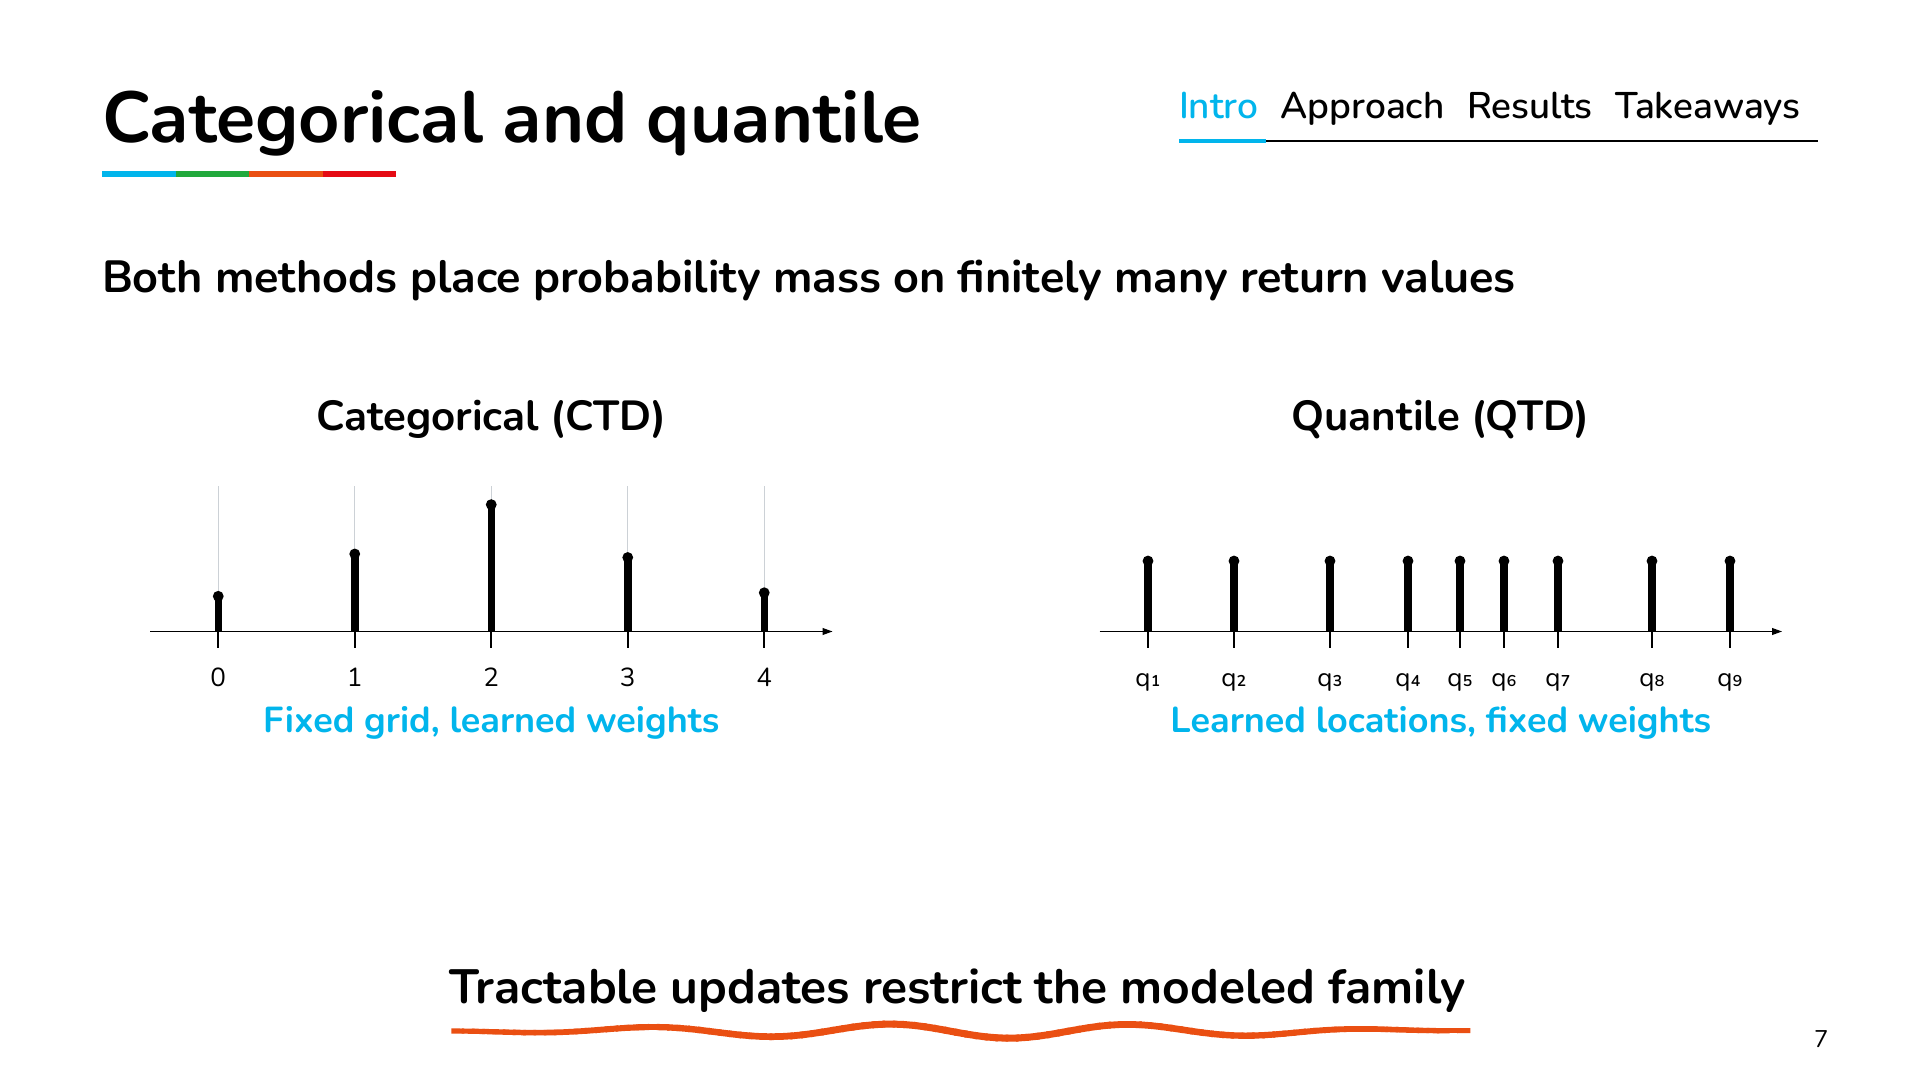 Categorical and quantile
Intro Approach Results Takeaways
Both methods place probability mass on finitely many return values
Categorical (CTD)
0 1 2 3 4
Fixed grid, learned weights
Quantile (QTD)
q₁ q₂ q₃ q₄ q₅ q₆ q₇ q₈ q₉
Learned locations, fixed weights
Tractable updates restrict the modeled family
7